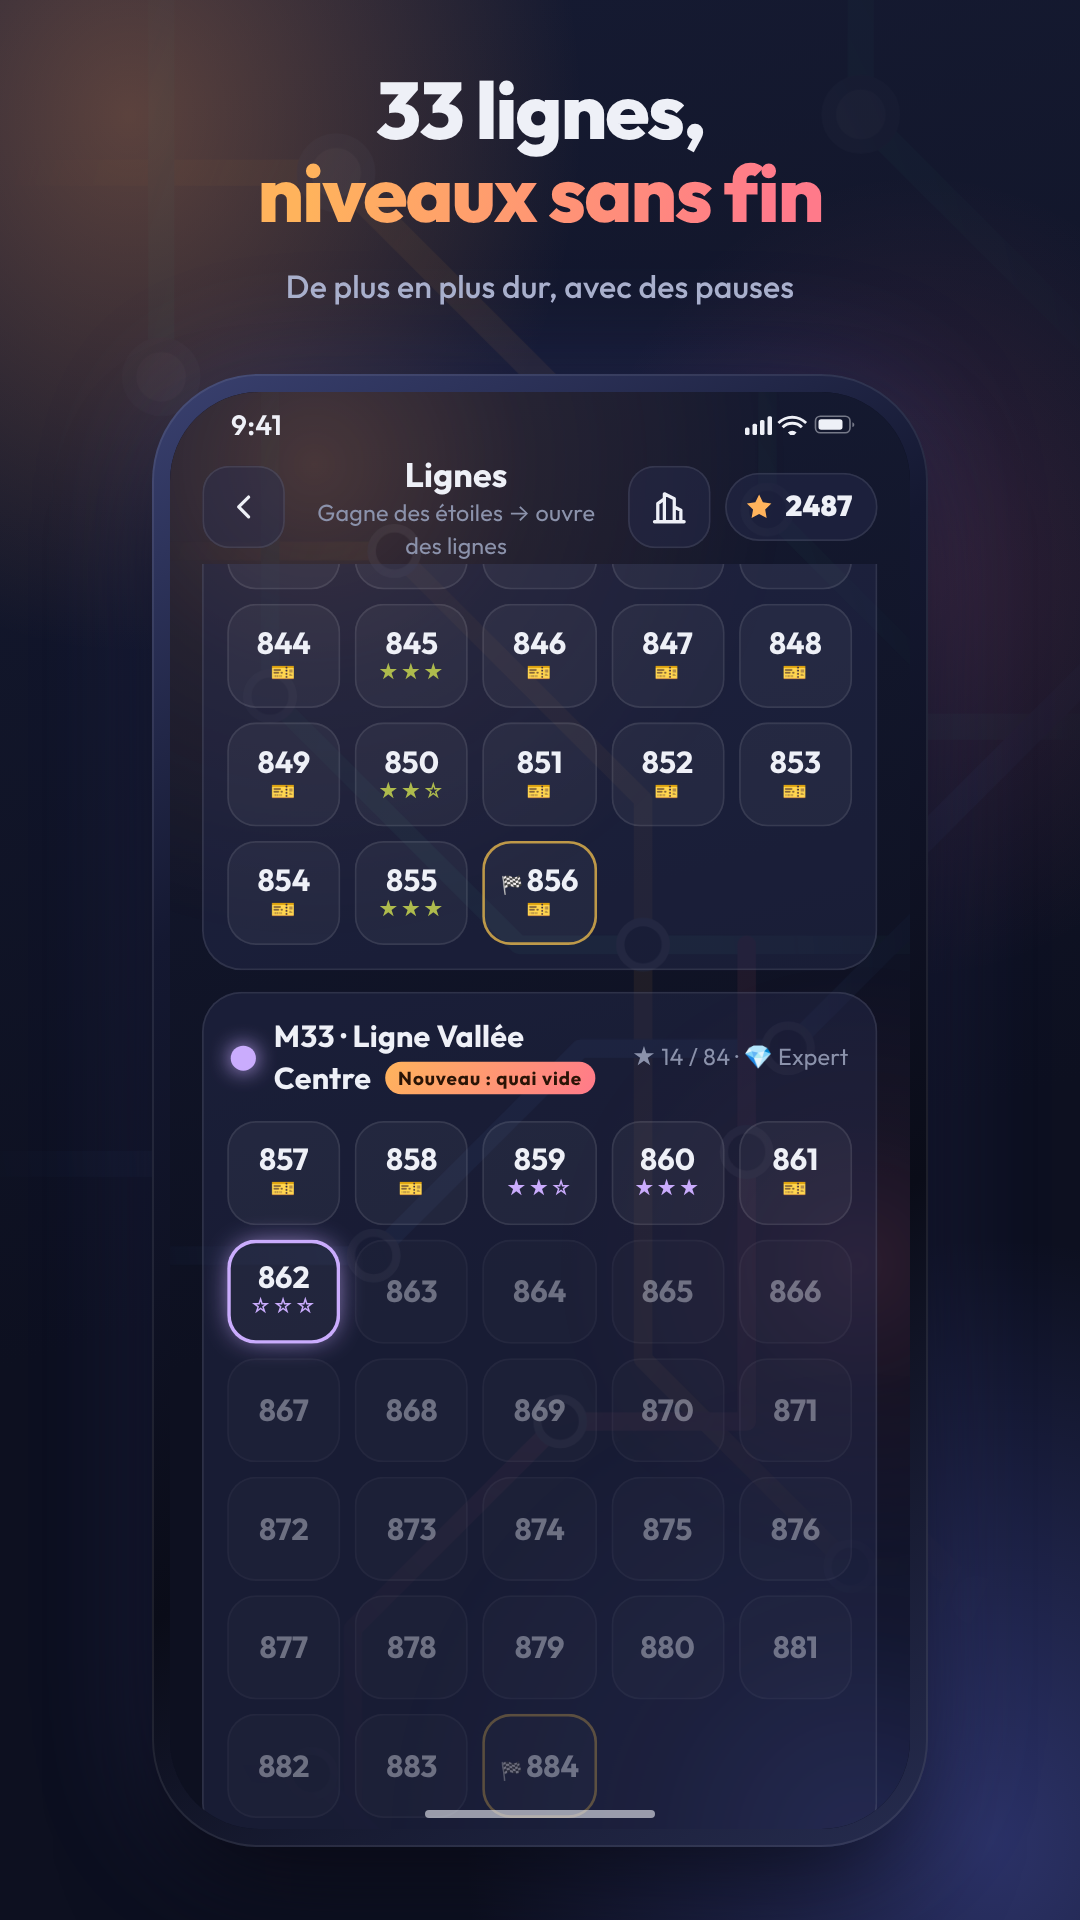 33 lignes,
niveaux sans fin
De plus en plus dur, avec des pauses
9:41
Lignes
Gagne des étoiles → ouvre
des lignes
2487
844 845 846 847 848
849 850 851 852 853
854 855 856
M33 · Ligne Vallée
Centre Nouveau : quai vide
★ 14 / 84 · 💎 Expert
857 858 859 860 861
862 863 864 865 866
867 868 869 870 871
872 873 874 875 876
877 878 879 880 881
882 883 884